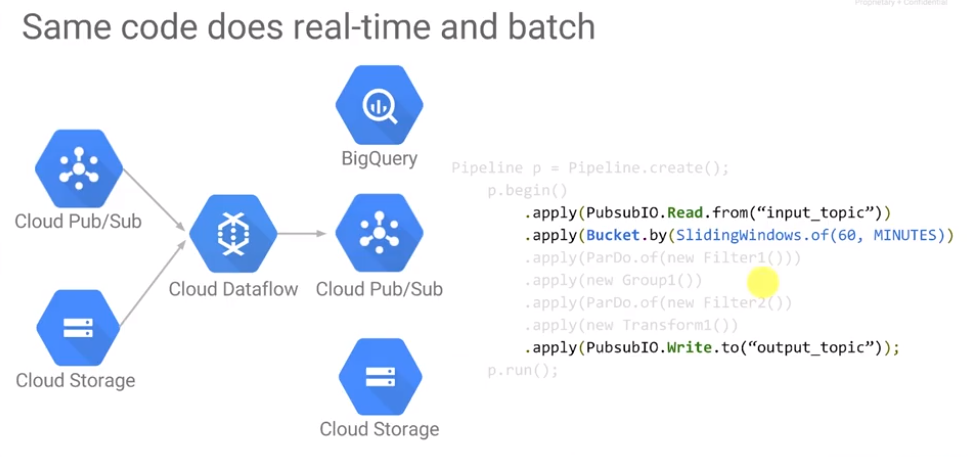 Proprietary + Confidential
Same code does real-time and batch
BigQuery
Cloud Pub/Sub
Cloud Dataflow
Cloud Pub/Sub
Cloud Storage
Cloud Storage
Pipeline p = Pipeline.create();
p.begin()
.apply(PubsubIO.Read.from(“input_topic”))
.apply(Bucket.by(SlidingWindows.of(60, MINUTES))
.apply(ParDo.of(new Filter1()))
.apply(new Group1())
.apply(ParDo.of(new Filter2())
.apply(new Transform1())
.apply(PubsubIO.Write.to(“output_topic”));
p.run();